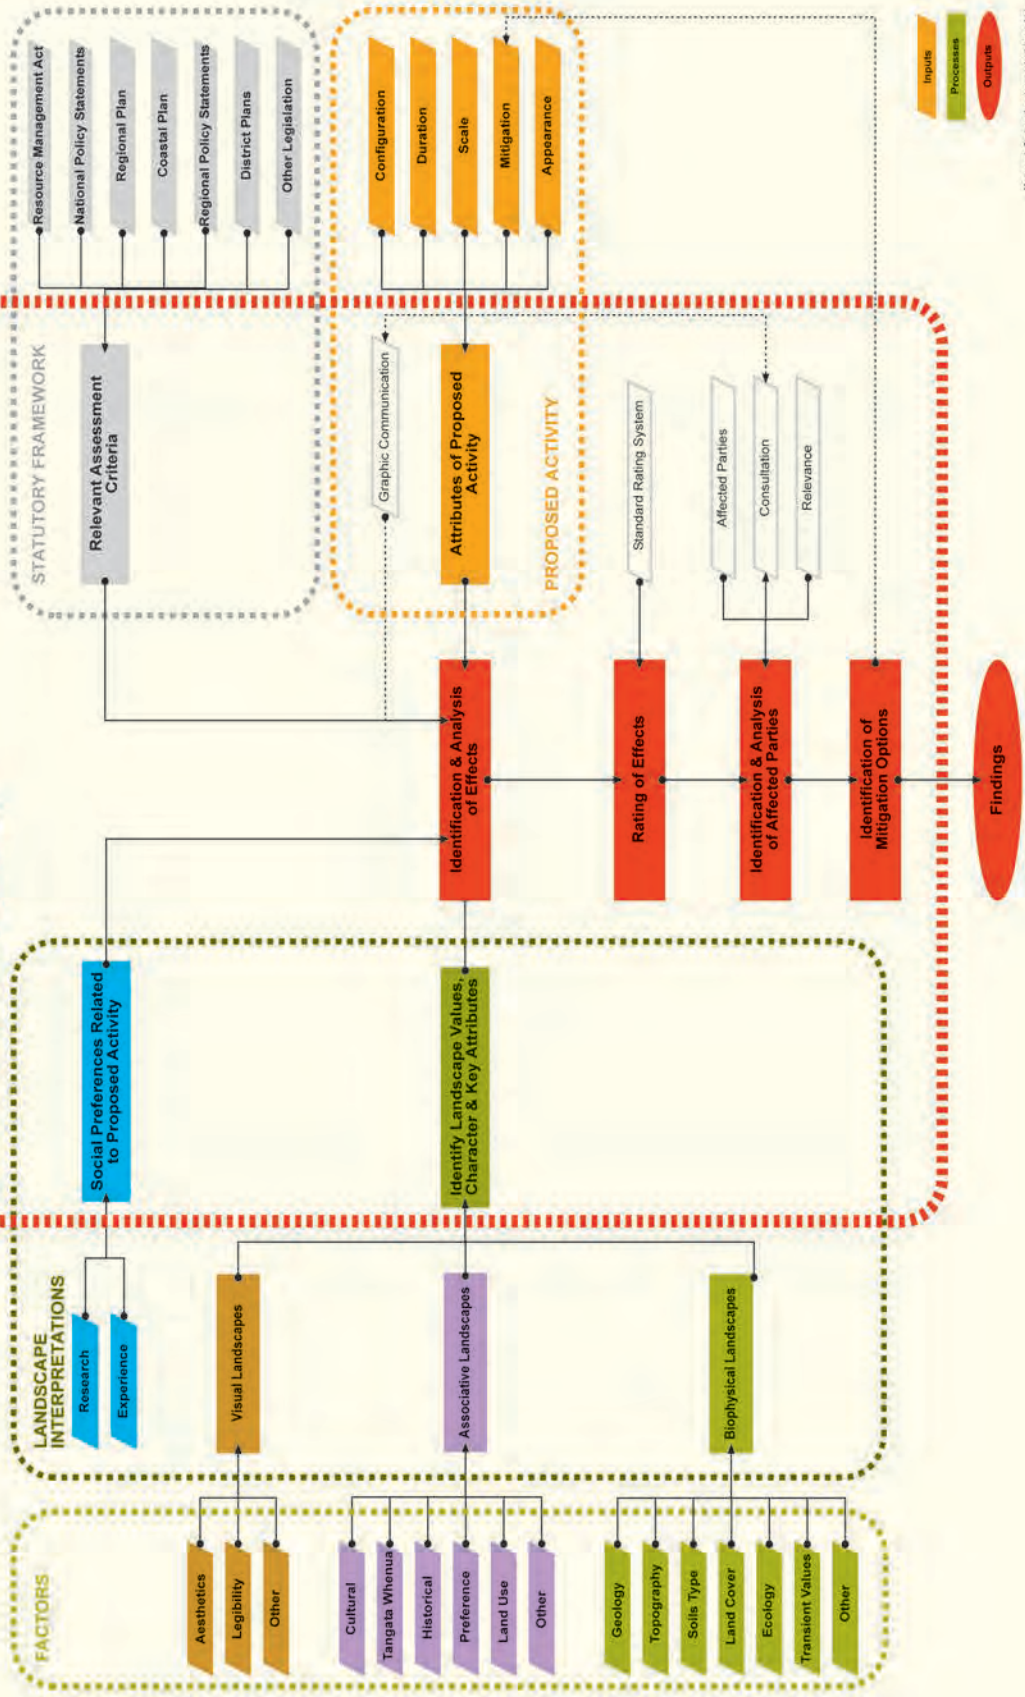 FACTORS
Aesthetics
Legibility
Other
Cultural
Tangata Whenua
Historical
Preference
Land Use
Other
Geology
Topography
Soils Type
Land Cover
Ecology
Transient Values
Other
LANDSCAPE
INTERPRETATIONS
Research
Experience
Visual Landscapes
Associative Landscapes
Biophysical Landscapes
Social Preferences Related
to Proposed Activity
Identify Landscape Values,
Character & Key Attributes
Identification & Analysis
of Effects
Rating of Effects
Identification & Analysis
of Affected Parties
Identification of
Mitigation Options
Findings
STATUTORY FRAMEWORK
Relevant Assessment
Criteria
Resource Management Act
National Policy Statements
Regional Plan
Coastal Plan
Regional Policy Statements
District Plans
Other Legislation
Graphic Communication
Attributes of Proposed
Activity
PROPOSED ACTIVITY
Configuration
Duration
Scale
Mitigation
Appearance
Standard Rating System
Affected Parties
Consultation
Relevance
Inputs
Processes
Outputs